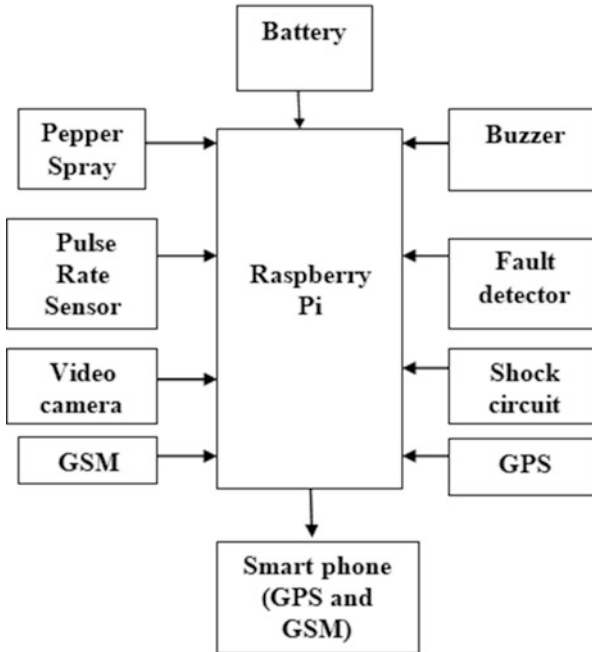 Battery
Pepper
Spray
Buzzer
Pulse
Rate
Sensor
Raspberry
Pi
Fault
detector
Video
camera
Shock
circuit
GSM
GPS
Smart phone
(GPS and
GSM)